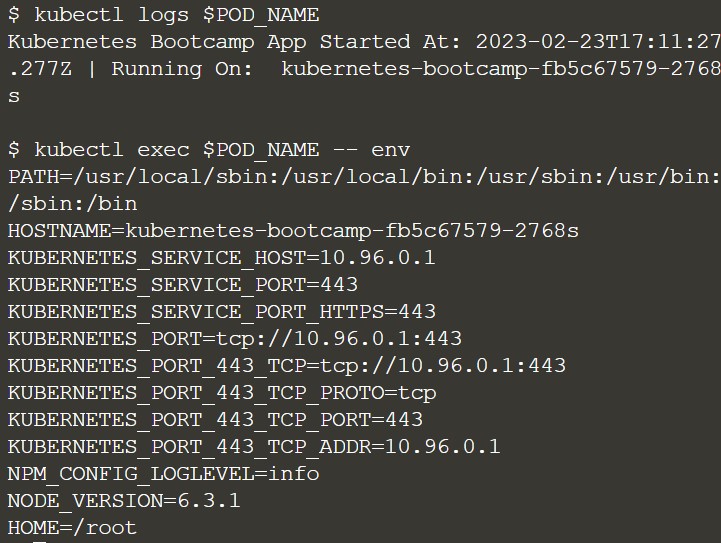 $ kubectl logs $POD_NAME
Kubernetes Bootcamp App Started At: 2023-02-23T17:11:27
.277Z | Running On:  kubernetes-bootcamp-fb5c67579-2768
s
$ kubectl exec $POD_NAME -- env
PATH=/usr/local/sbin:/usr/local/bin:/usr/sbin:/usr/bin:
/sbin:/bin
HOSTNAME=kubernetes-bootcamp-fb5c67579-2768s
KUBERNETES_SERVICE_HOST=10.96.0.1
KUBERNETES_SERVICE_PORT=443
KUBERNETES_SERVICE_PORT_HTTPS=443
KUBERNETES_PORT=tcp://10.96.0.1:443
KUBERNETES_PORT_443_TCP=tcp://10.96.0.1:443
KUBERNETES_PORT_443_TCP_PROTO=tcp
KUBERNETES_PORT_443_TCP_PORT=443
KUBERNETES_PORT_443_TCP_ADDR=10.96.0.1
NPM_CONFIG_LOGLEVEL=info
NODE_VERSION=6.3.1
HOME=/root